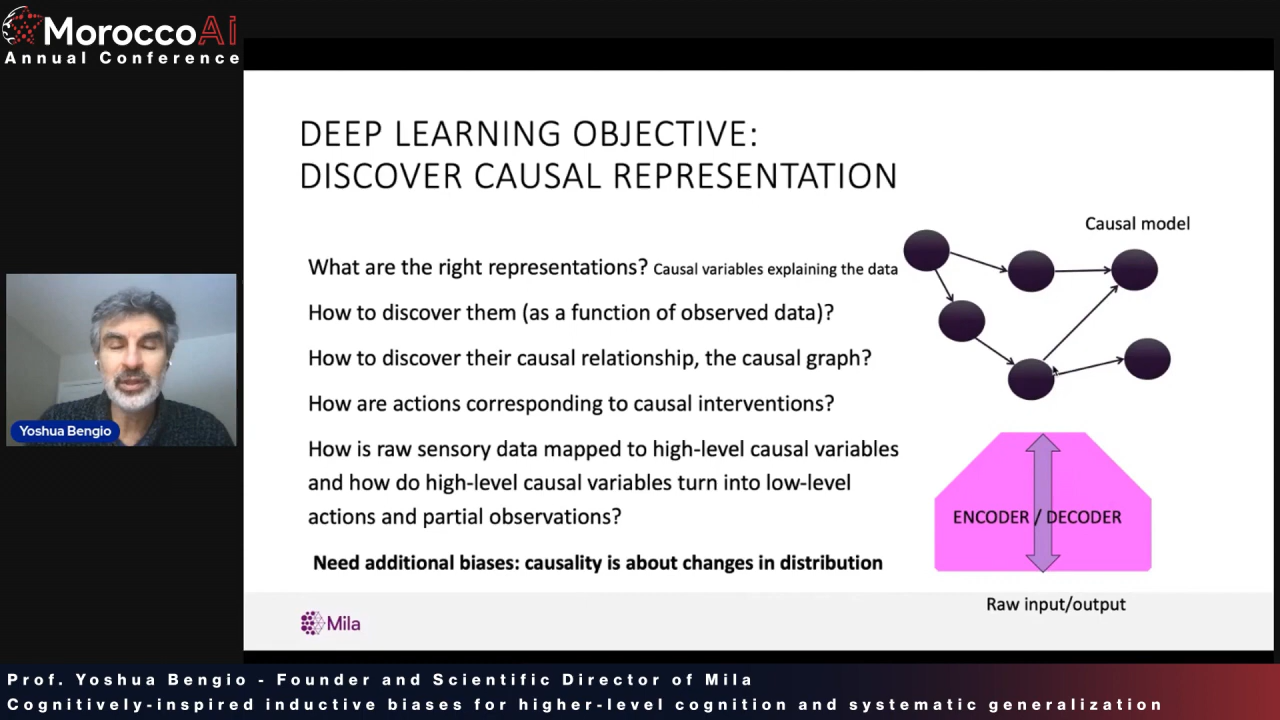 MoroccoAi
Annual Conference
DEEP LEARNING OBJECTIVE:
DISCOVER CAUSAL REPRESENTATION
Causal model
What are the right representations? Causal variables explaining the data
How to discover them (as a function of observed data)?
How to discover their causal relationship, the causal graph?
How are actions corresponding to causal interventions?
How is raw sensory data mapped to high-level causal variables
and how do high-level causal variables turn into low-level
actions and partial observations?
Need additional biases: causality is about changes in distribution
ENCODER / DECODER
Raw input/output
Yoshua Bengio
Mila
Prof. Yoshua Bengio - Founder and Scientific Director of Mila
Cognitively-inspired inductive biases for higher-level cognition and systematic generalization